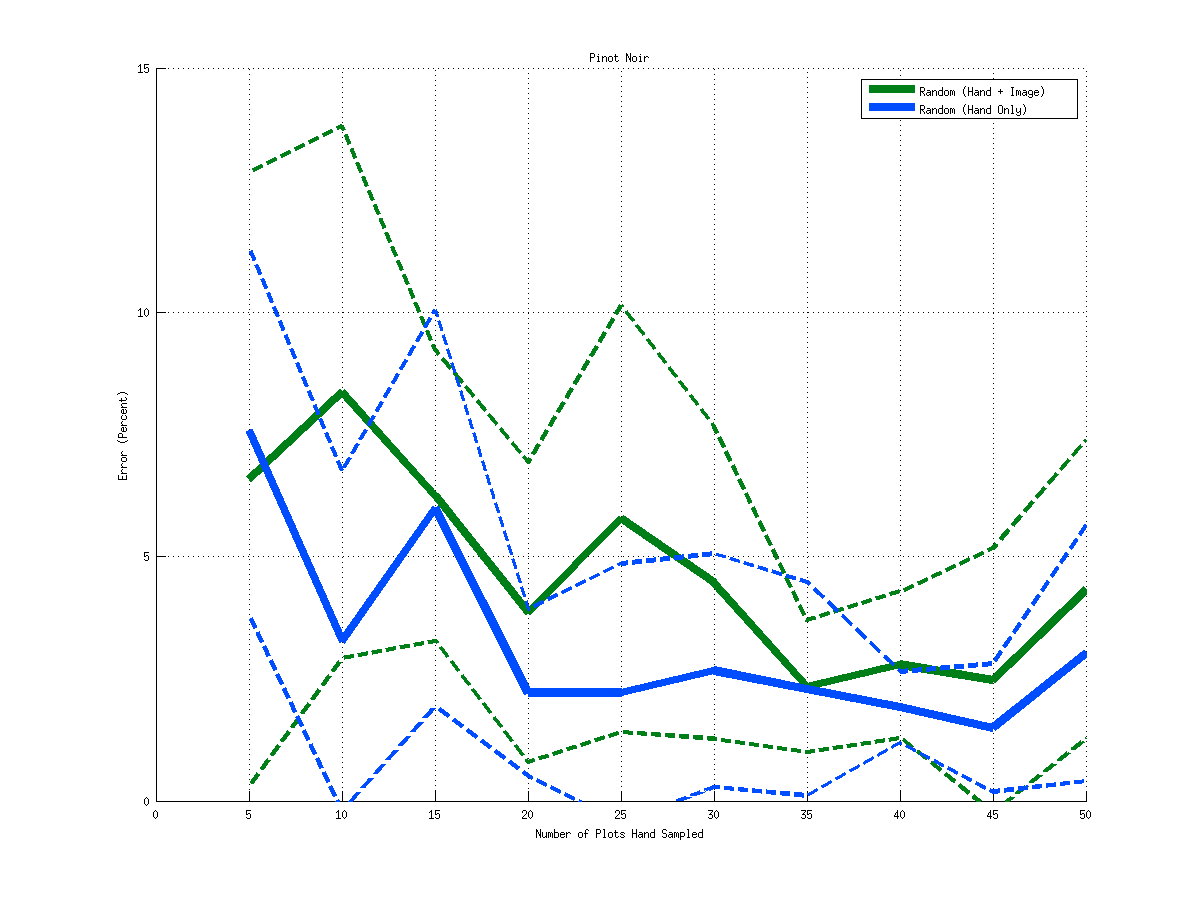 Pinot Noir
15
Random (Hand + Image)
Random (Hand Only)
10
Error (Percent)
5
0
0 5 10 15 20 25 30 35 40 45 50
Number of Plots Hand Sampled